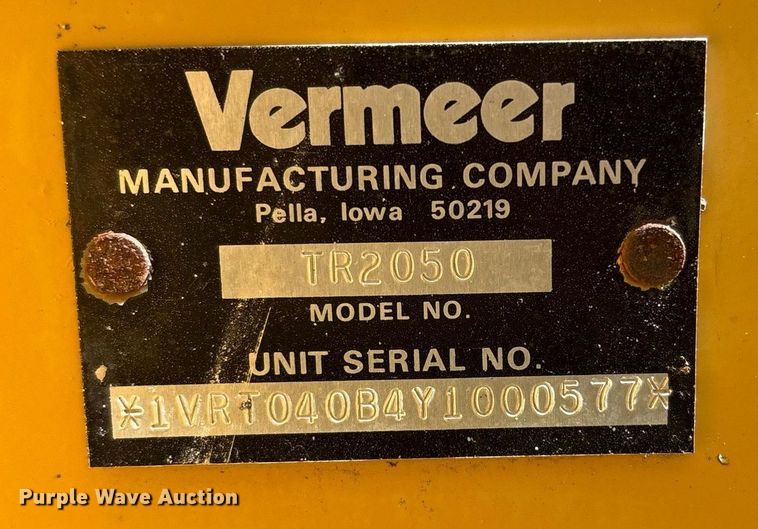 Vermeer
MANUFACTURING COMPANY
Pella, Iowa 50219
TR2050
MODEL NO.
UNIT SERIAL NO.
*1VRT040B4Y1000577*
Purple Wave Auction